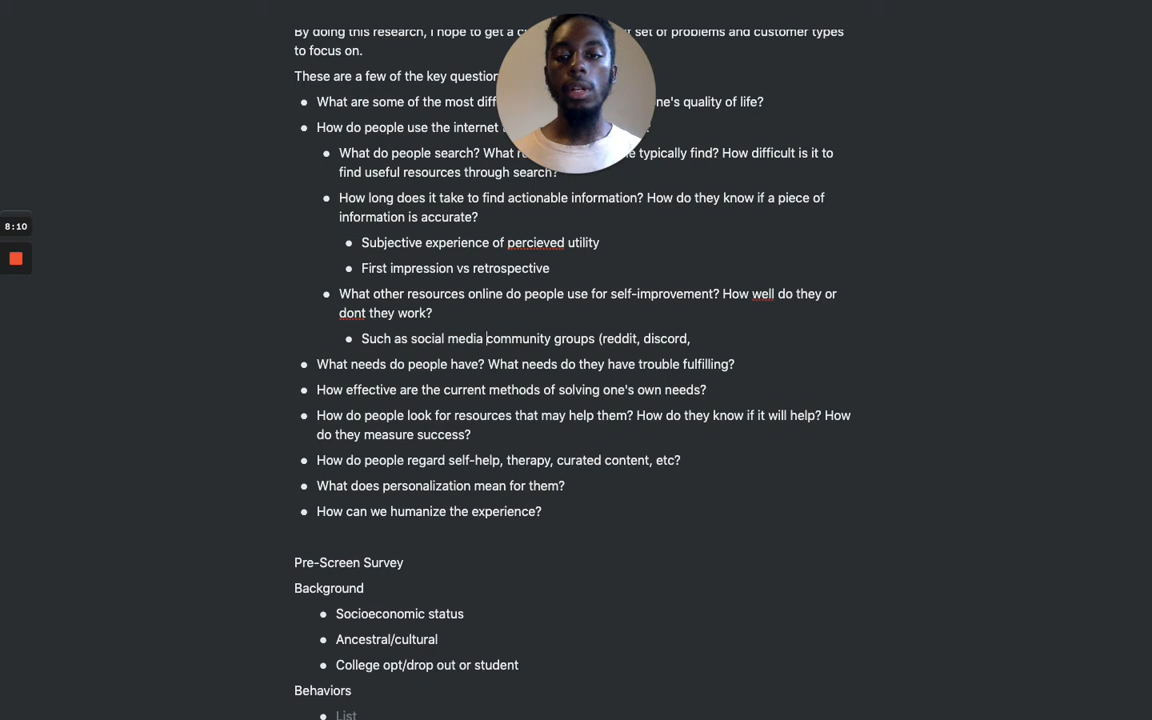 By doing this research, I hope to get a set of problems and customer types
to focus on.
These are a few of the key question
What are some of the most diff ne's quality of life?
How do people use the internet
What do people search? What typically find? How difficult is it to
find useful resources through search?
How long does it take to find actionable information? How do they know if a piece of
information is accurate?
Subjective experience of percieved utility
First impression vs retrospective
What other resources online do people use for self-improvement? How well do they or
dont they work?
Such as social media community groups (reddit, discord,
What needs do people have? What needs do they have trouble fulfilling?
How effective are the current methods of solving one's own needs?
How do people look for resources that may help them? How do they know if it will help? How
do they measure success?
How do people regard self-help, therapy, curated content, etc?
What does personalization mean for them?
How can we humanize the experience?
Pre-Screen Survey
Background
Socioeconomic status
Ancestral/cultural
College opt/drop out or student
Behaviors
List
8:10